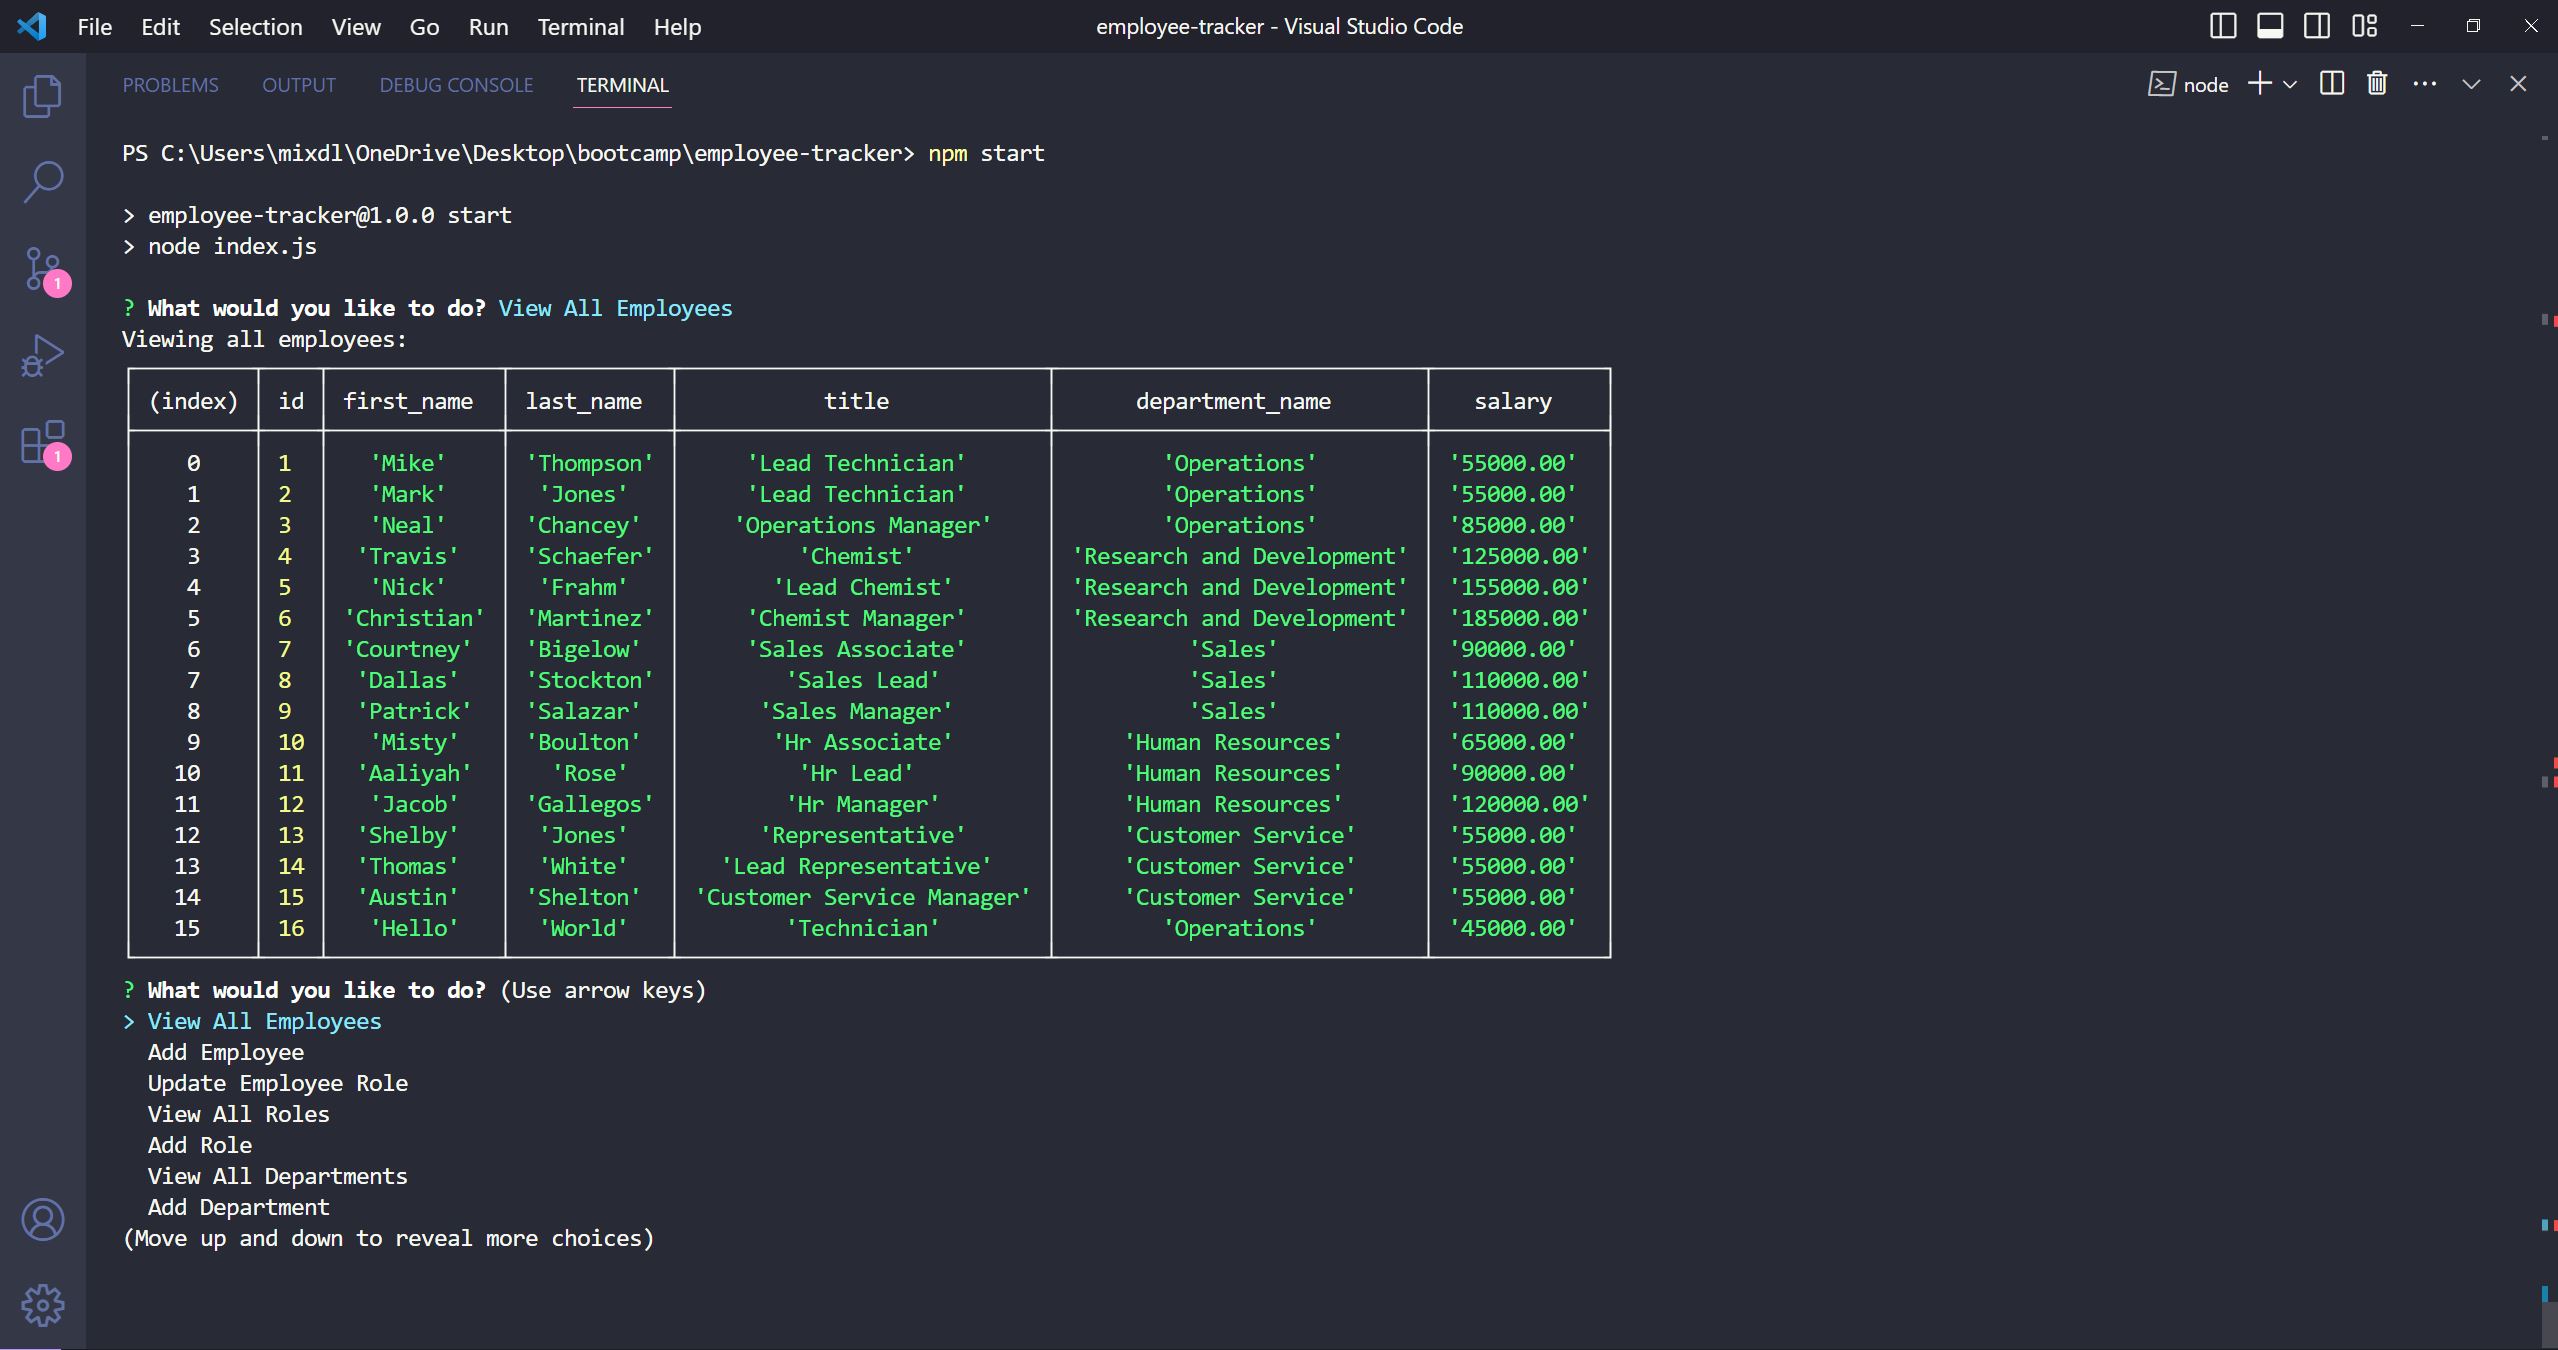 File Edit Selection View Go Run Terminal Help employee-tracker - Visual Studio Code
PROBLEMS OUTPUT DEBUG CONSOLE TERMINAL node
PS C:\Users\mixdl\OneDrive\Desktop\bootcamp\employee-tracker> npm start
> employee-tracker@1.0.0 start
> node index.js
1
? What would you like to do? View All Employees
Viewing all employees:
(index) id first_name last_name title department_name salary
1
0 1 'Mike' 'Thompson' 'Lead Technician' 'Operations' '55000.00'
1 2 'Mark' 'Jones' 'Lead Technician' 'Operations' '55000.00'
2 3 'Neal' 'Chancey' 'Operations Manager' 'Operations' '85000.00'
3 4 'Travis' 'Schaefer' 'Chemist' 'Research and Development' '125000.00'
4 5 'Nick' 'Frahm' 'Lead Chemist' 'Research and Development' '155000.00'
5 6 'Christian' 'Martinez' 'Chemist Manager' 'Research and Development' '185000.00'
6 7 'Courtney' 'Bigelow' 'Sales Associate' 'Sales' '90000.00'
7 8 'Dallas' 'Stockton' 'Sales Lead' 'Sales' '110000.00'
8 9 'Patrick' 'Salazar' 'Sales Manager' 'Sales' '110000.00'
9 10 'Misty' 'Boulton' 'Hr Associate' 'Human Resources' '65000.00'
10 11 'Aaliyah' 'Rose' 'Hr Lead' 'Human Resources' '90000.00'
11 12 'Jacob' 'Gallegos' 'Hr Manager' 'Human Resources' '120000.00'
12 13 'Shelby' 'Jones' 'Representative' 'Customer Service' '55000.00'
13 14 'Thomas' 'White' 'Lead Representative' 'Customer Service' '55000.00'
14 15 'Austin' 'Shelton' 'Customer Service Manager' 'Customer Service' '55000.00'
15 16 'Hello' 'World' 'Technician' 'Operations' '45000.00'
? What would you like to do? (Use arrow keys)
> View All Employees
Add Employee
Update Employee Role
View All Roles
Add Role
View All Departments
Add Department
(Move up and down to reveal more choices)